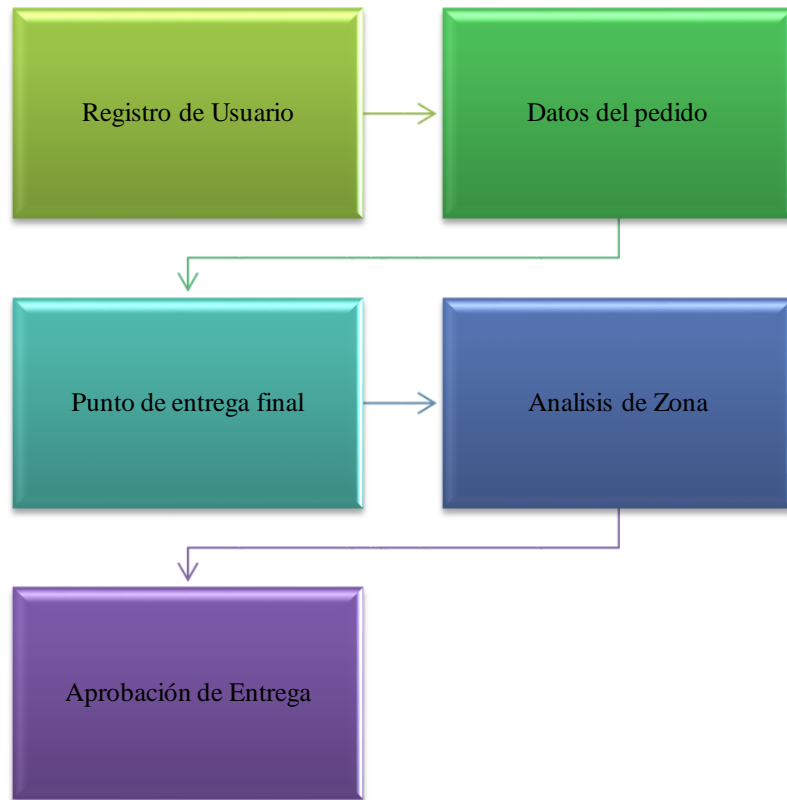 Registro de Usuario
Datos del pedido
Punto de entrega final
Analisis de Zona
Aprobación de Entrega